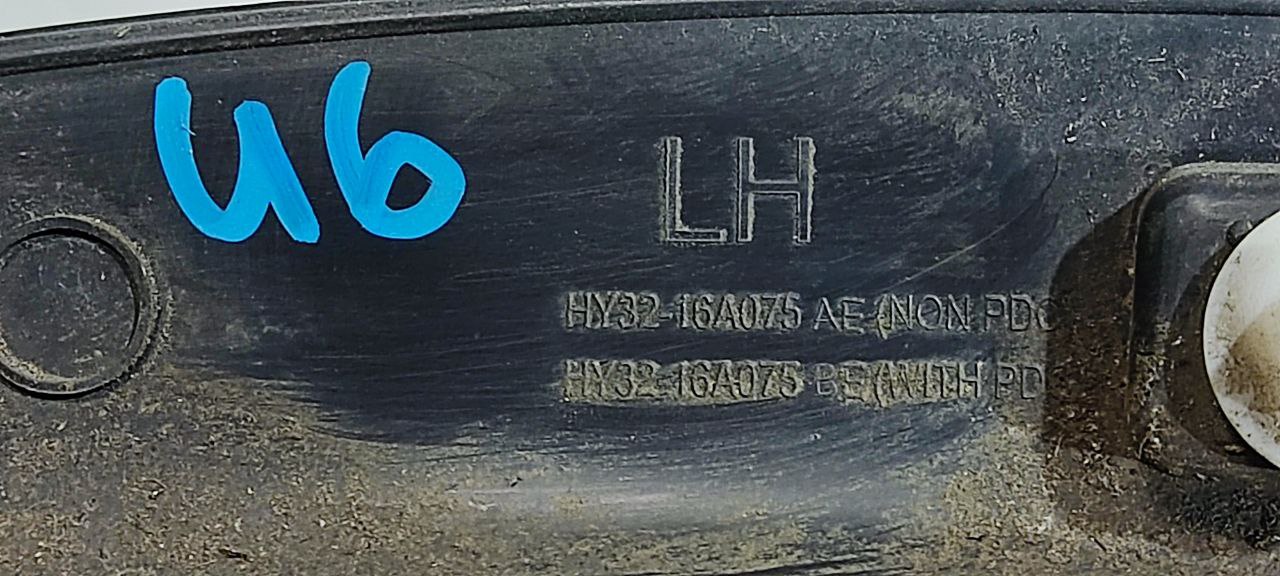 U6
LH
HY32-16A075 AE (NON PDC
HY32-16A075 BE (WITH PD